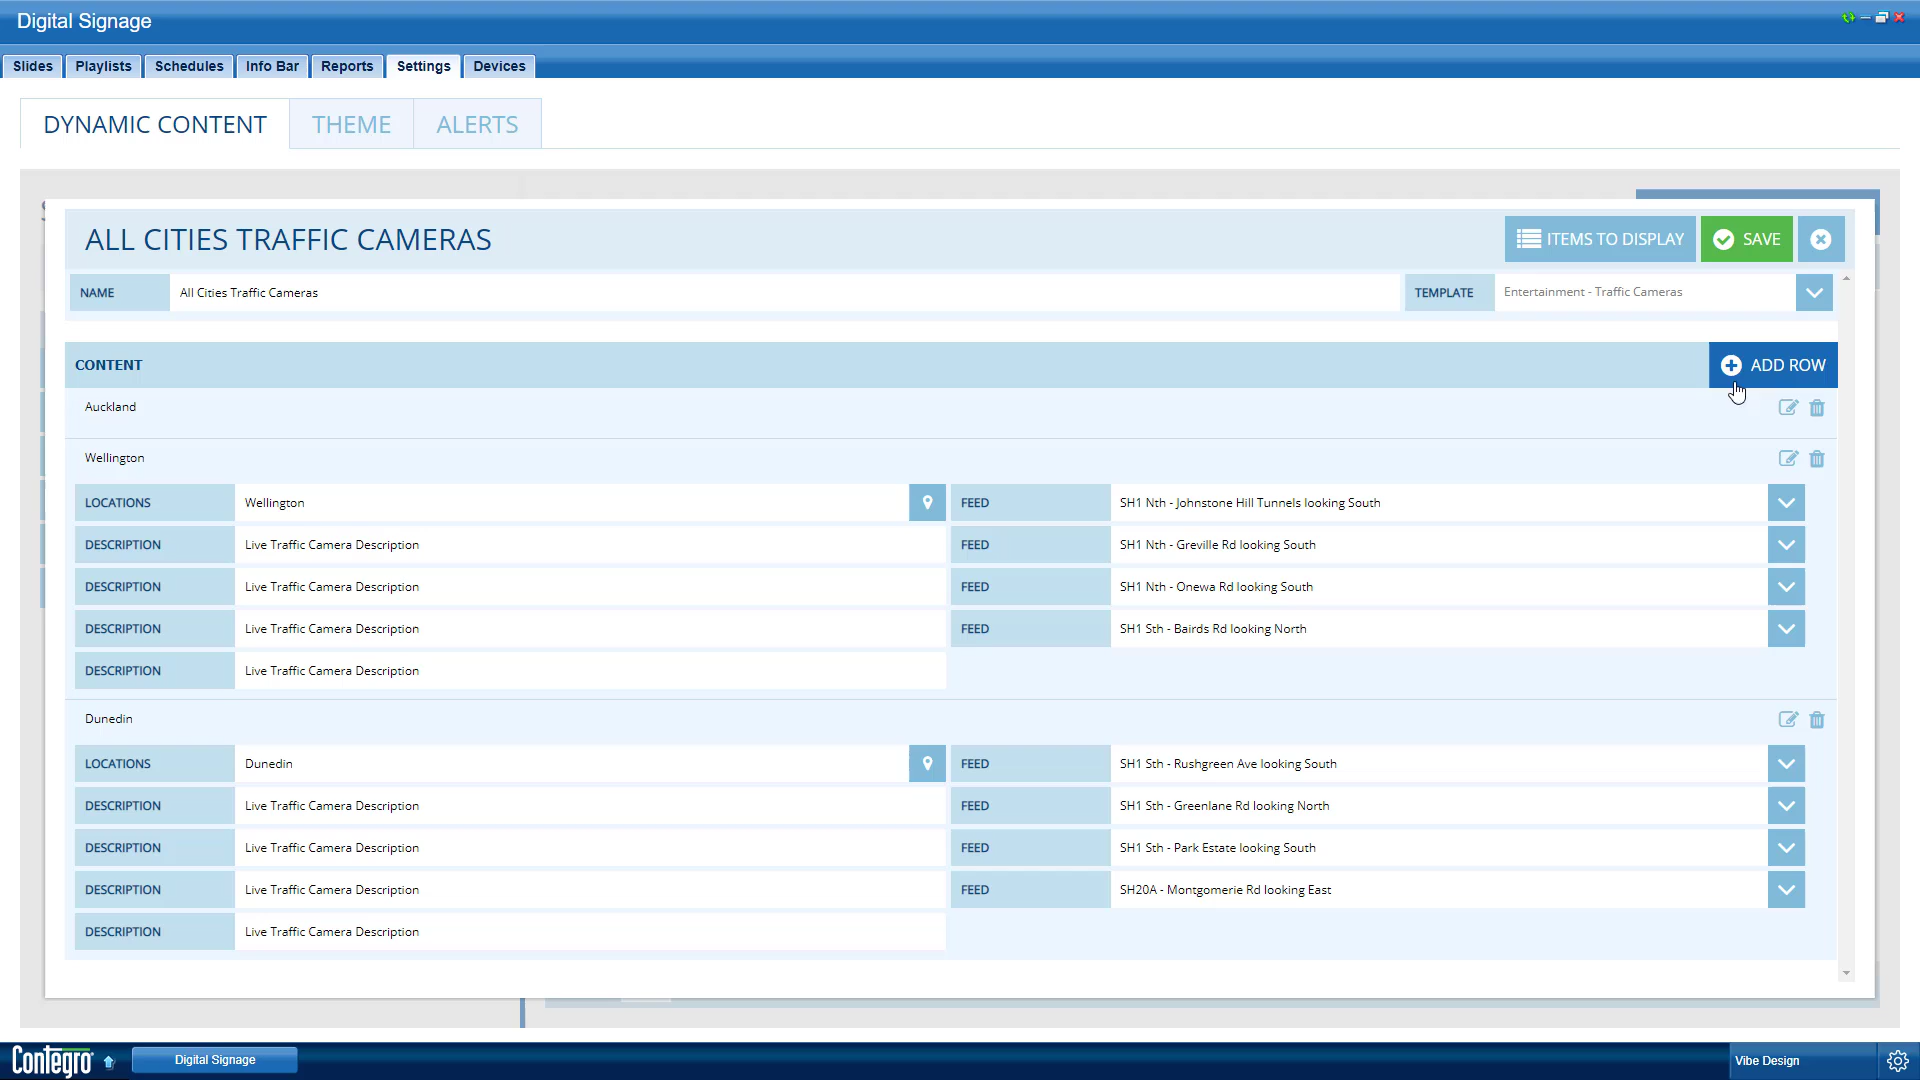 Digital Signage
Slides
Playlists
Schedules
Info Bar
Reports
Settings
Devices
DYNAMIC CONTENT
THEME
ALERTS
ALL CITIES TRAFFIC CAMERAS
ITEMS TO DISPLAY
SAVE
NAME
All Cities Traffic Cameras
TEMPLATE
Entertainment - Traffic Cameras
CONTENT
ADD ROW
Auckland
Wellington
LOCATIONS
Wellington
FEED
SH1 Nth - Johnstone Hill Tunnels looking South
DESCRIPTION
Live Traffic Camera Description
FEED
SH1 Nth - Greville Rd looking South
DESCRIPTION
Live Traffic Camera Description
FEED
SH1 Nth - Onewa Rd looking South
DESCRIPTION
Live Traffic Camera Description
FEED
SH1 Sth - Bairds Rd looking North
DESCRIPTION
Live Traffic Camera Description
Dunedin
LOCATIONS
Dunedin
FEED
SH1 Sth - Rushgreen Ave looking South
DESCRIPTION
Live Traffic Camera Description
FEED
SH1 Sth - Greenlane Rd looking North
DESCRIPTION
Live Traffic Camera Description
FEED
SH1 Sth - Park Estate looking South
DESCRIPTION
Live Traffic Camera Description
FEED
SH20A - Montgomerie Rd looking East
DESCRIPTION
Live Traffic Camera Description
Contegro
Digital Signage
Vibe Design